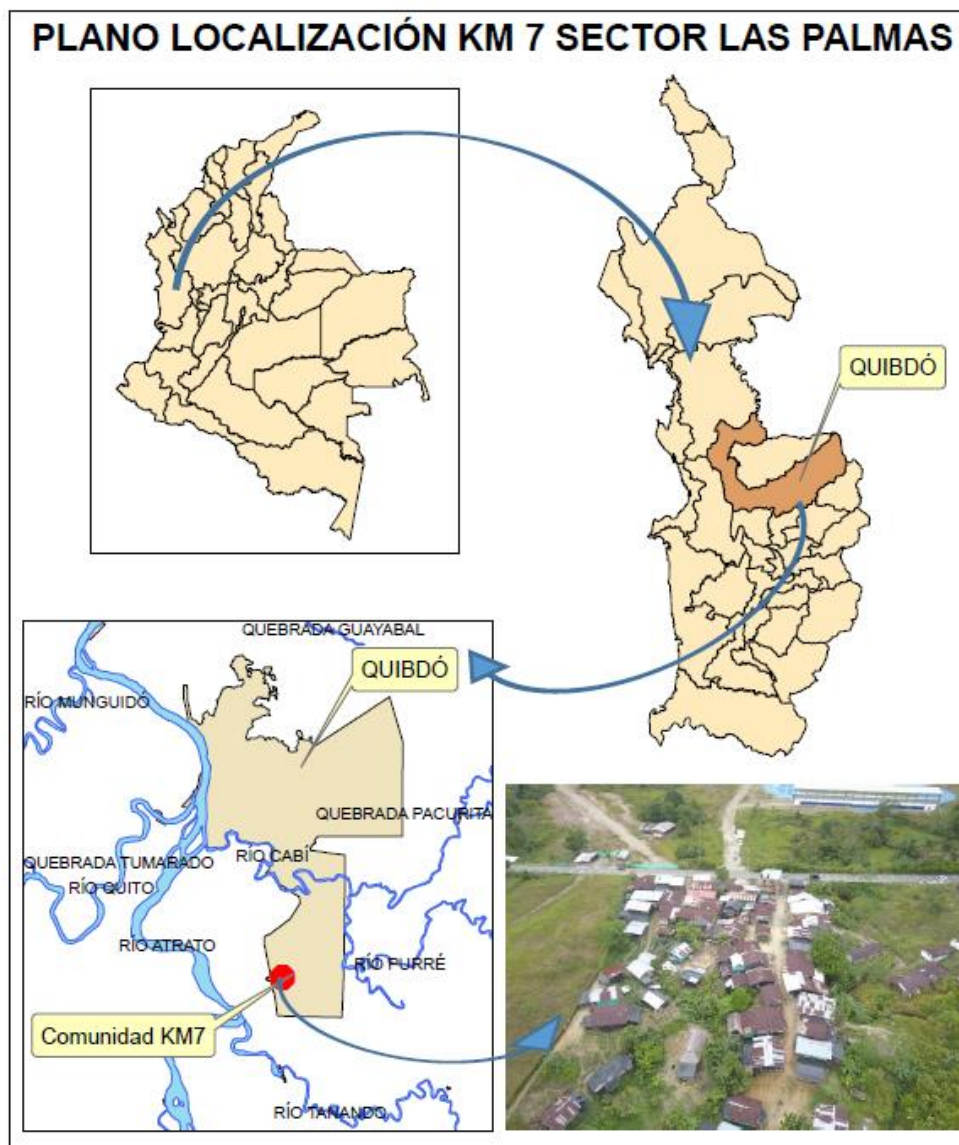 PLANO LOCALIZACIÓN KM 7 SECTOR LAS PALMAS
QUIBDÓ
QUEBRADA GUAYABAL
QUIBDÓ
RÍO MUNGUIDÓ
QUEBRADA PACURITA
RÍO CABÍ
QUEBRADA TUMARADO
RÍO QUITO
RÍO ATRATO
RÍO PURRÉ
Comunidad KM7
RÍO TANANDO